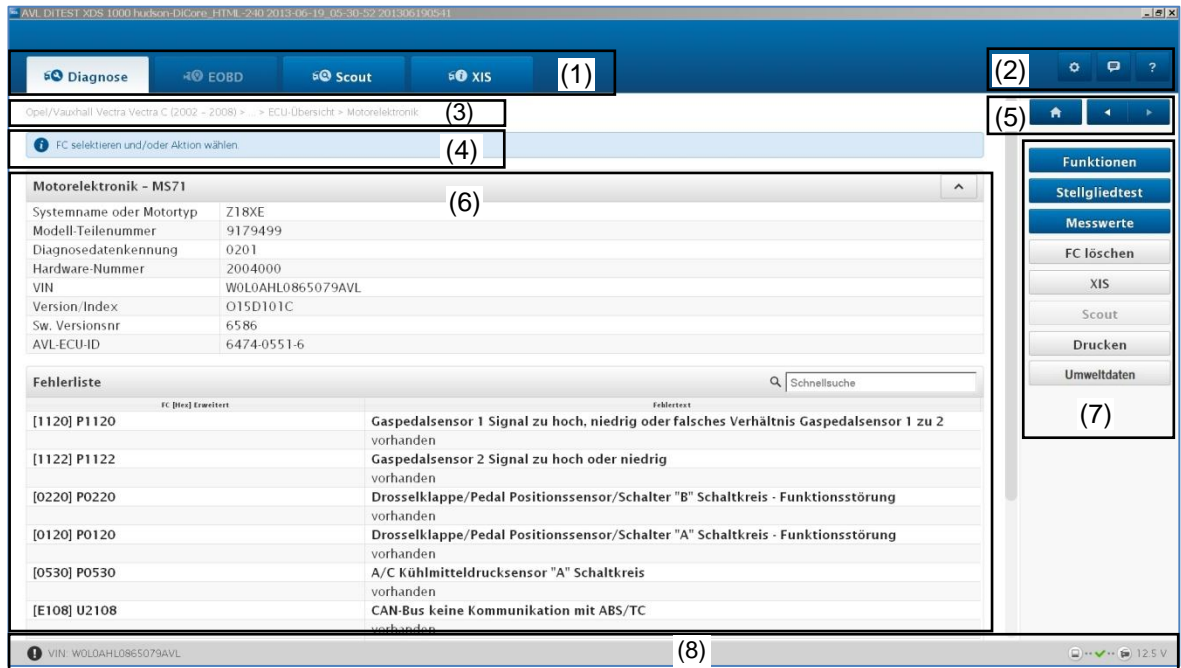 AVL DiTEST XDS 1000 hudson-DiCore_HTML-240 2013-06-19_05-30-52 201306190541
Diagnose EOBD Scout XIS (1) (2) ?
Opel/Vauxhall Vectra Vectra C (2002 - 2008) > ... > ECU-Übersicht > Motorelektronik (3) (5)
FC selektieren und/oder Aktion wählen. (4)
Motorelektronik - MS71 (6)
Systemname oder Motortyp Z18XE
Modell-Teilenummer 9179499
Diagnosedatenkennung 0201
Hardware-Nummer 2004000
VIN W0L0AHL0865079AVL
Version/Index O15D101C
Sw. Versionsnr 6586
AVL-ECU-ID 6474-0551-6
Fehlerliste Schnellsuche
FC [Hex] Erweitert Fehlertext
[1120] P1120 Gaspedalsensor 1 Signal zu hoch, niedrig oder falsches Verhältnis Gaspedalsensor 1 zu 2
vorhanden
[1122] P1122 Gaspedalsensor 2 Signal zu hoch oder niedrig
vorhanden
[0220] P0220 Drosselklappe/Pedal Positionssensor/Schalter "B" Schaltkreis - Funktionsstörung
vorhanden
[0120] P0120 Drosselklappe/Pedal Positionssensor/Schalter "A" Schaltkreis - Funktionsstörung
vorhanden
[0530] P0530 A/C Kühlmitteldrucksensor "A" Schaltkreis
vorhanden
[E108] U2108 CAN-Bus keine Kommunikation mit ABS/TC
vorhanden
Funktionen
Stellgliedtest
Messwerte
FC löschen
XIS
Scout
Drucken
Umweltdaten
(7)
VIN: W0L0AHL0865079AVL (8) 12.5 V